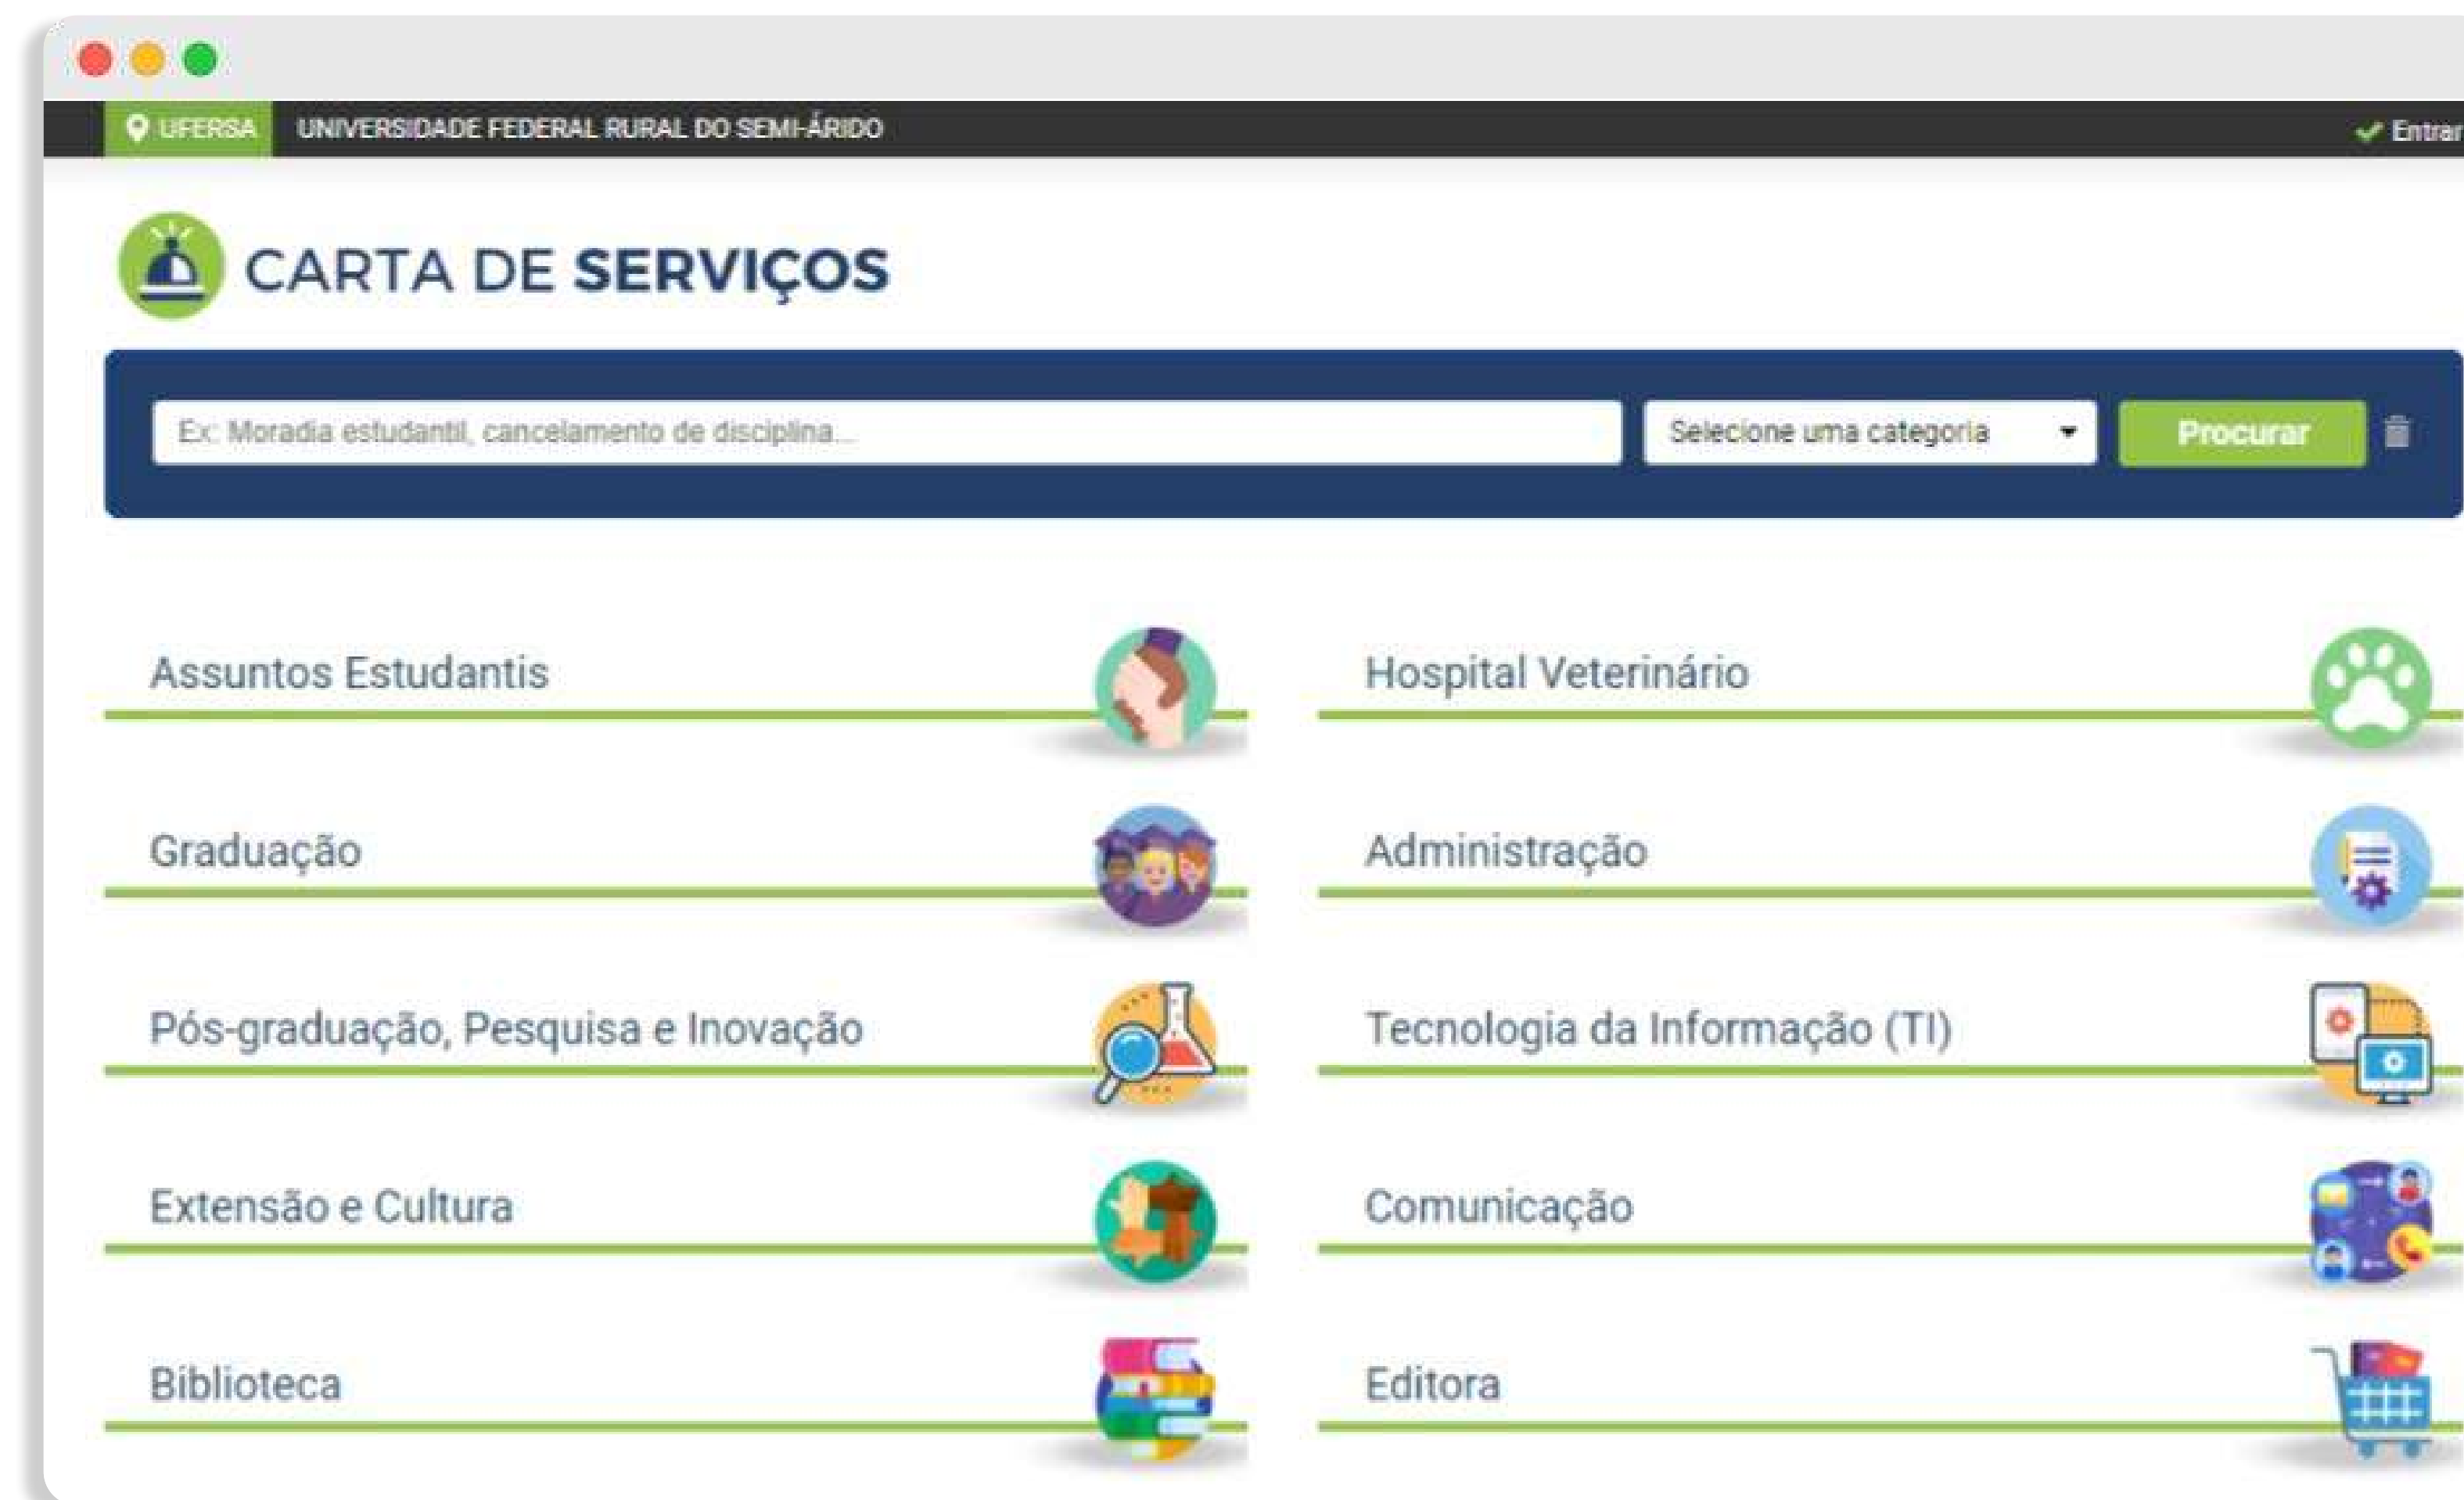 UFERSA UNIVERSIDADE FEDERAL RURAL DO SEMI-ÁRIDO Entrar
CARTA DE SERVIÇOS
Ex: Moradia estudantil, cancelamento de disciplina... Selecione uma categoria Procurar
Assuntos Estudantis
Hospital Veterinário
Graduação
Administração
Pós-graduação, Pesquisa e Inovação
Tecnologia da Informação (TI)
Extensão e Cultura
Comunicação
Biblioteca
Editora